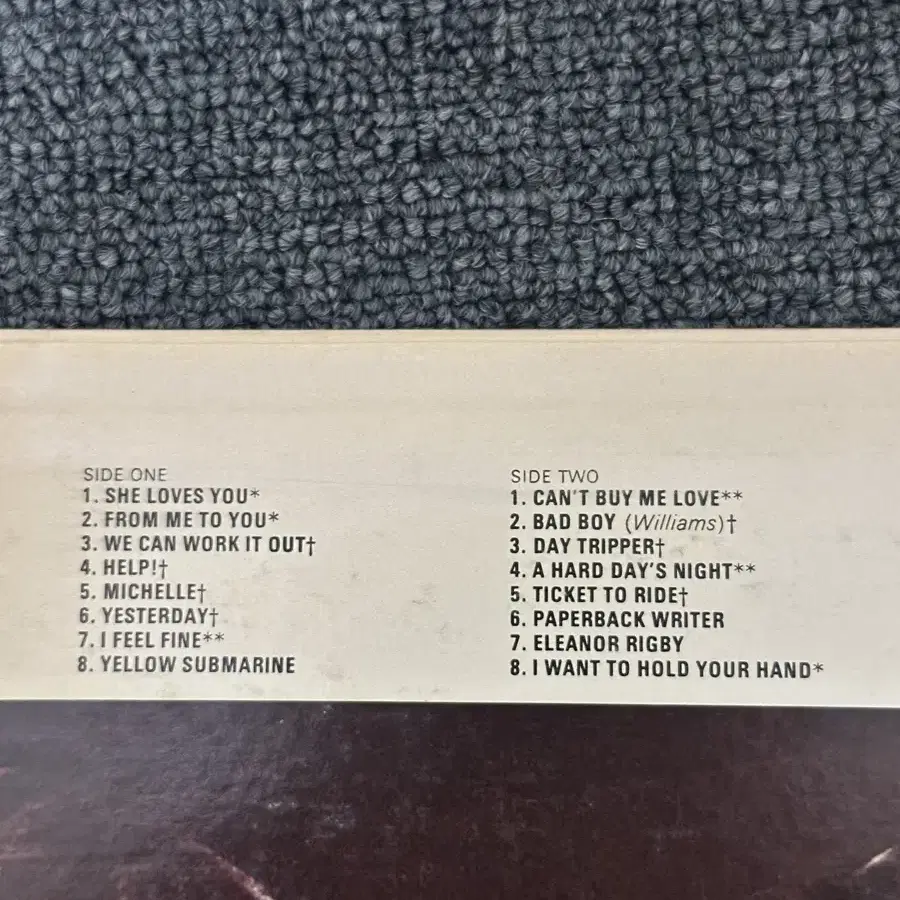 SIDE ONE
1. SHE LOVES YOU*
2. FROM ME TO YOU*
3. WE CAN WORK IT OUT†
4. HELP!†
5. MICHELLE†
6. YESTERDAY†
7. I FEEL FINE**
8. YELLOW SUBMARINE
SIDE TWO
1. CAN'T BUY ME LOVE**
2. BAD BOY (Williams)†
3. DAY TRIPPER†
4. A HARD DAY'S NIGHT**
5. TICKET TO RIDE†
6. PAPERBACK WRITER
7. ELEANOR RIGBY
8. I WANT TO HOLD YOUR HAND*